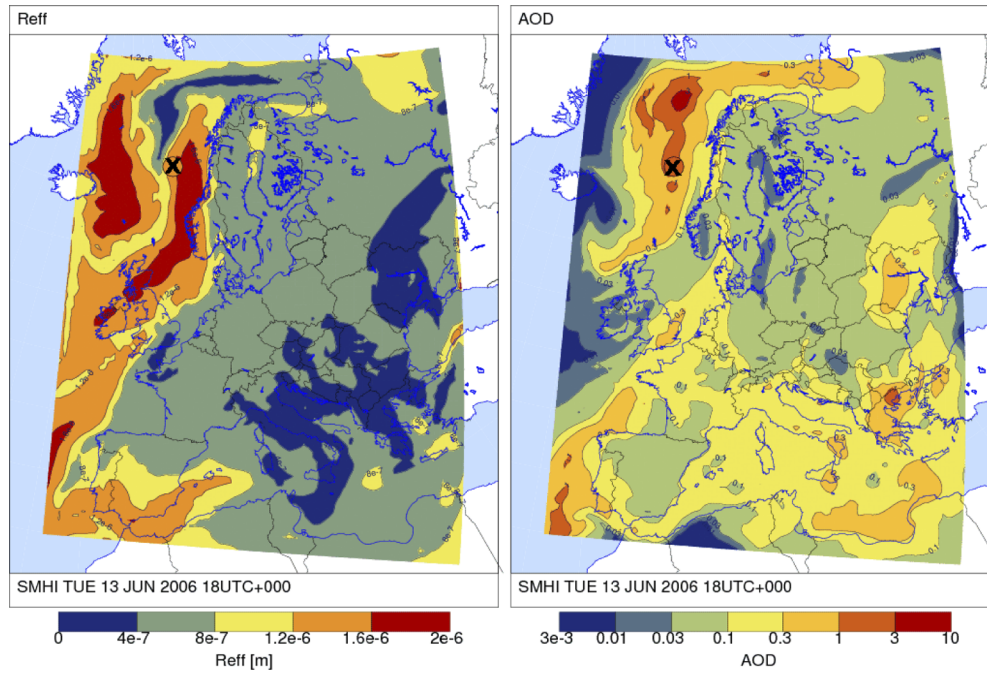 Reff
AOD
X
X
SMHI TUE 13 JUN 2006 18UTC+000
SMHI TUE 13 JUN 2006 18UTC+000
0 4e-7 8e-7 1.2e-6 1.6e-6 2e-6
Reff [m]
3e-3 0.01 0.03 0.1 0.3 1 3 10
AOD